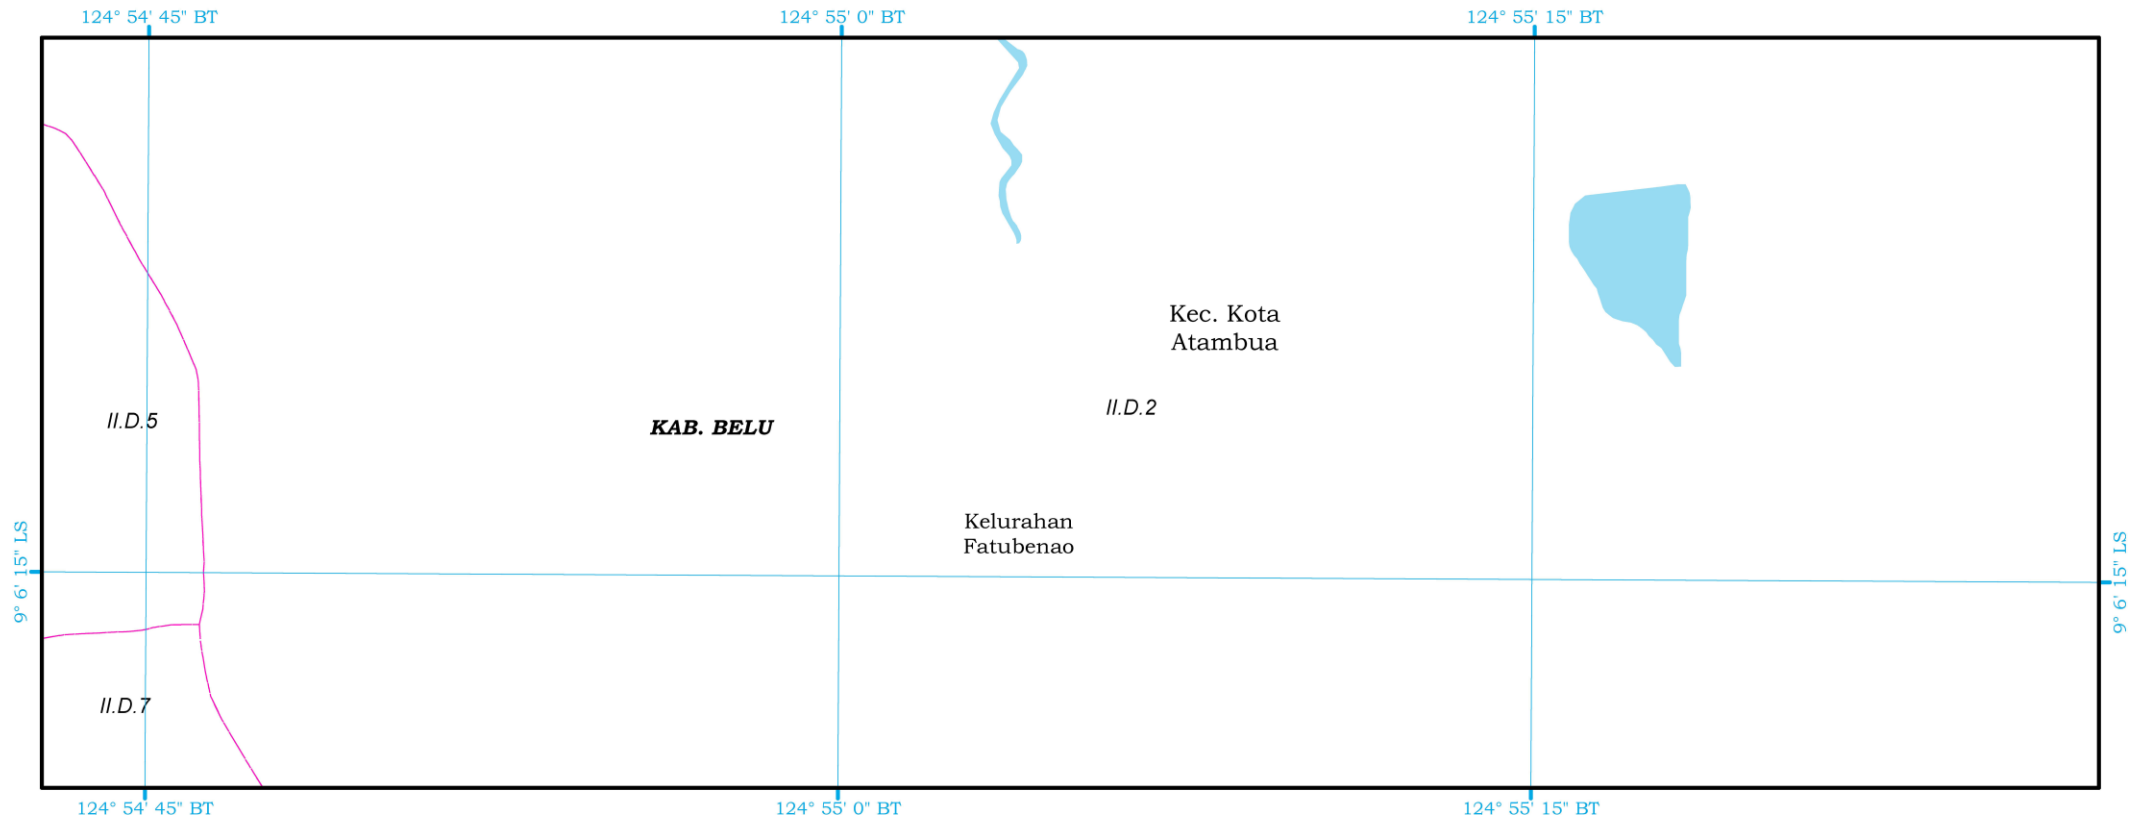 124° 54' 45" BT
124° 55' 0" BT
124° 55' 15" BT
Kec. Kota
Atambua
II.D.5
KAB. BELU
II.D.2
Kelurahan
Fatubenao
9° 6' 15" LS
9° 6' 15" LS
II.D.7
124° 54' 45" BT
124° 55' 0" BT
124° 55' 15" BT